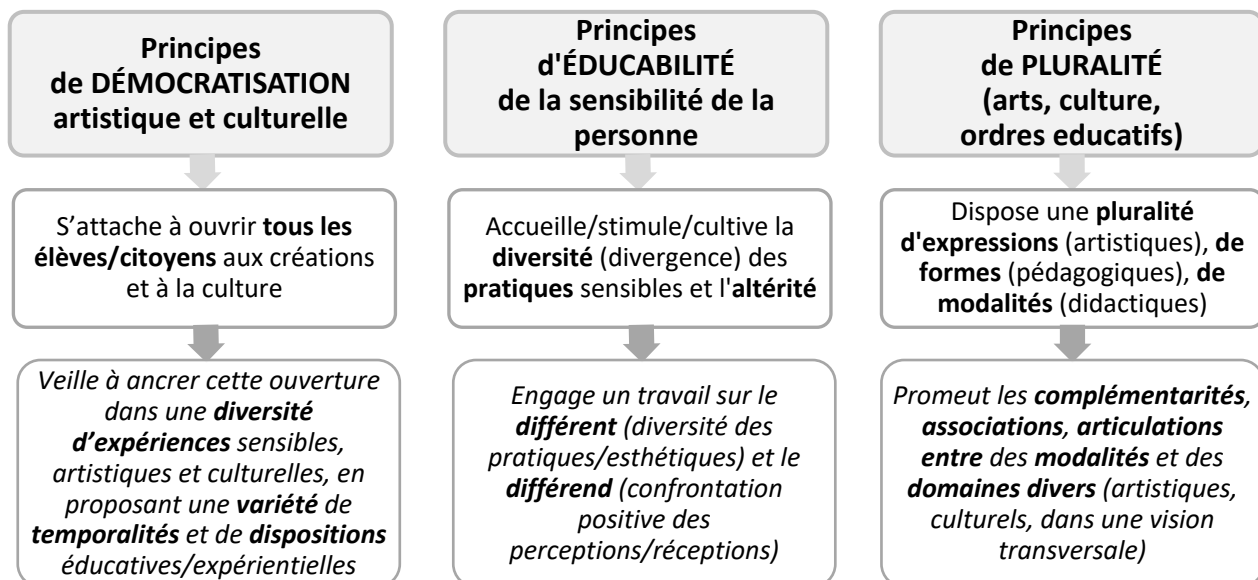 Principes
de DÉMOCRATISATION
artistique et culturelle
S’attache à ouvrir tous les
élèves/citoyens aux créations
et à la culture
Veille à ancrer cette ouverture
dans une diversité
d’expériences sensibles,
artistiques et culturelles, en
proposant une variété de
temporalités et de dispositions
éducatives/expérientielles
Principes
d'ÉDUCABILITÉ
de la sensibilité de la
personne
Accueille/stimule/cultive la
diversité (divergence) des
pratiques sensibles et l'altérité
Engage un travail sur le
différent (diversité des
pratiques/esthétiques) et le
différend (confrontation
positive des
perceptions/réceptions)
Principes
de PLURALITÉ
(arts, culture,
ordres educatifs)
Dispose une pluralité
d'expressions (artistiques), de
formes (pédagogiques), de
modalités (didactiques)
Promeut les complémentarités,
associations, articulations
entre des modalités et des
domaines divers (artistiques,
culturels, dans une vision
transversale)